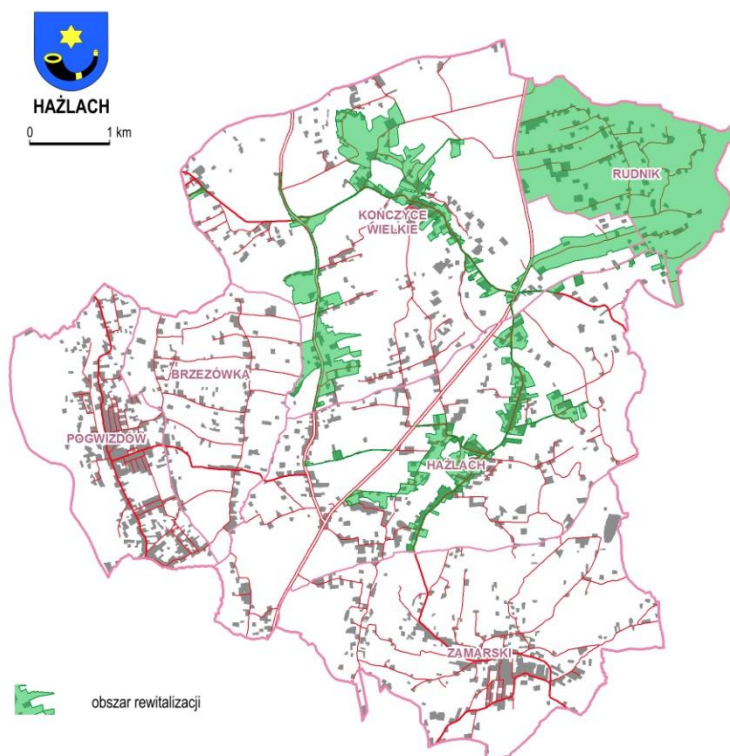 HAŻLACH
0 1 km
RUDNIK
KOŃCZYCE
WIELKIE
BRZEZÓWKA
POGWIZDÓW
HAŻLACH
ZAMARSKI
obszar rewitalizacji